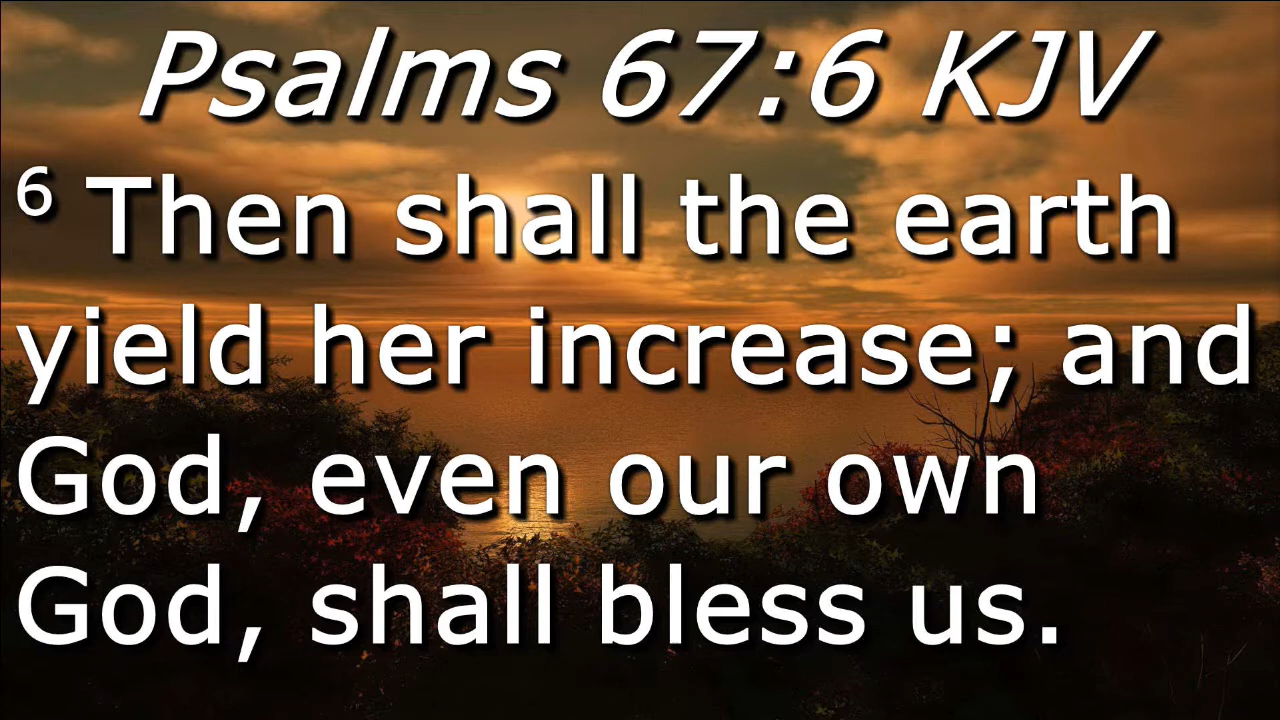 Psalms 67:6 KJV
6 Then shall the earth
yield her increase; and
God, even our own
God, shall bless us.